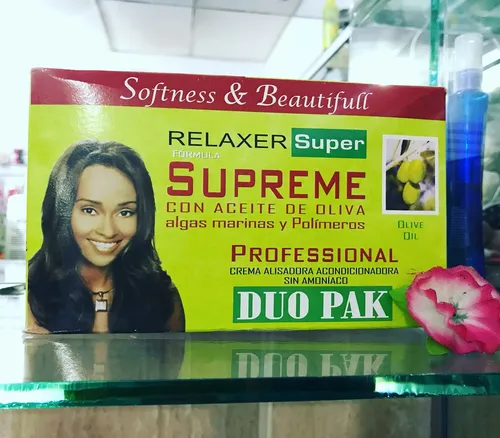 Softness & Beautifull
RELAXER Super
FORMULA
SUPREME
CON ACEITE DE OLIVA
algas marinas y Polímeros
OLIVE
OIL
PROFESSIONAL
CREMA ALISADORA ACONDICIONADORA
SIN AMONÍACO
DUO PAK